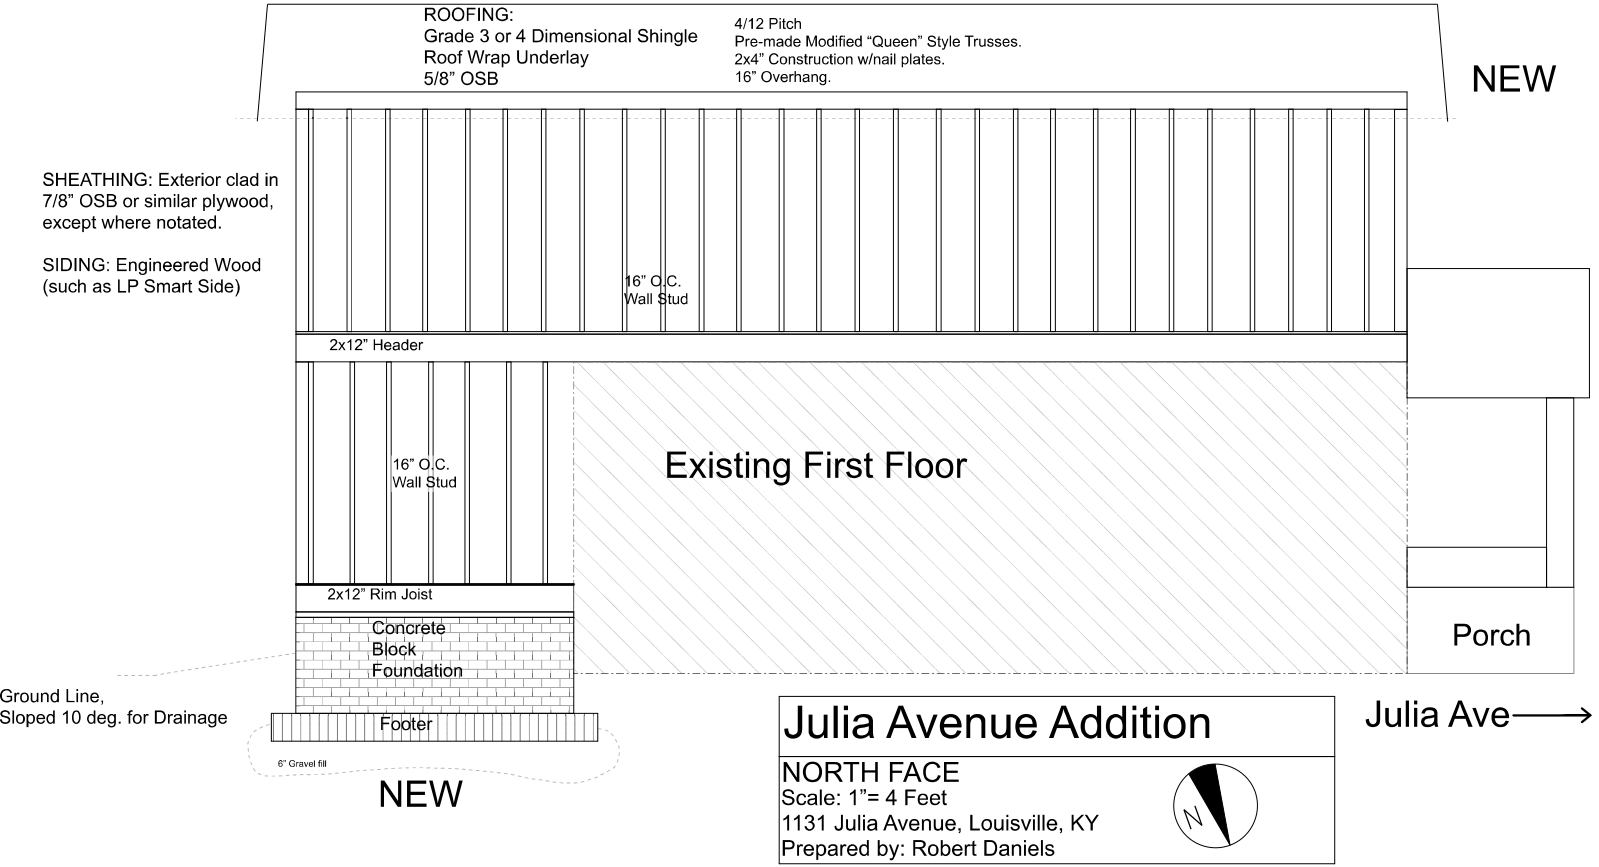 ROOFING:
Grade 3 or 4 Dimensional Shingle
Roof Wrap Underlay
5/8” OSB
4/12 Pitch
Pre-made Modified “Queen” Style Trusses.
2x4” Construction w/nail plates.
16” Overhang.
NEW
SHEATHING: Exterior clad in
7/8” OSB or similar plywood,
except where notated.
SIDING: Engineered Wood
(such as LP Smart Side)
16” O.C.
Wall Stud
2x12” Header
16” O.C.
Wall Stud
Existing First Floor
2x12” Rim Joist
Concrete
Block
Foundation
Porch
Ground Line,
Sloped 10 deg. for Drainage
Footer
6” Gravel fill
NEW
Julia Ave
Julia Avenue Addition
NORTH FACE
Scale: 1”= 4 Feet
1131 Julia Avenue, Louisville, KY
Prepared by: Robert Daniels
N